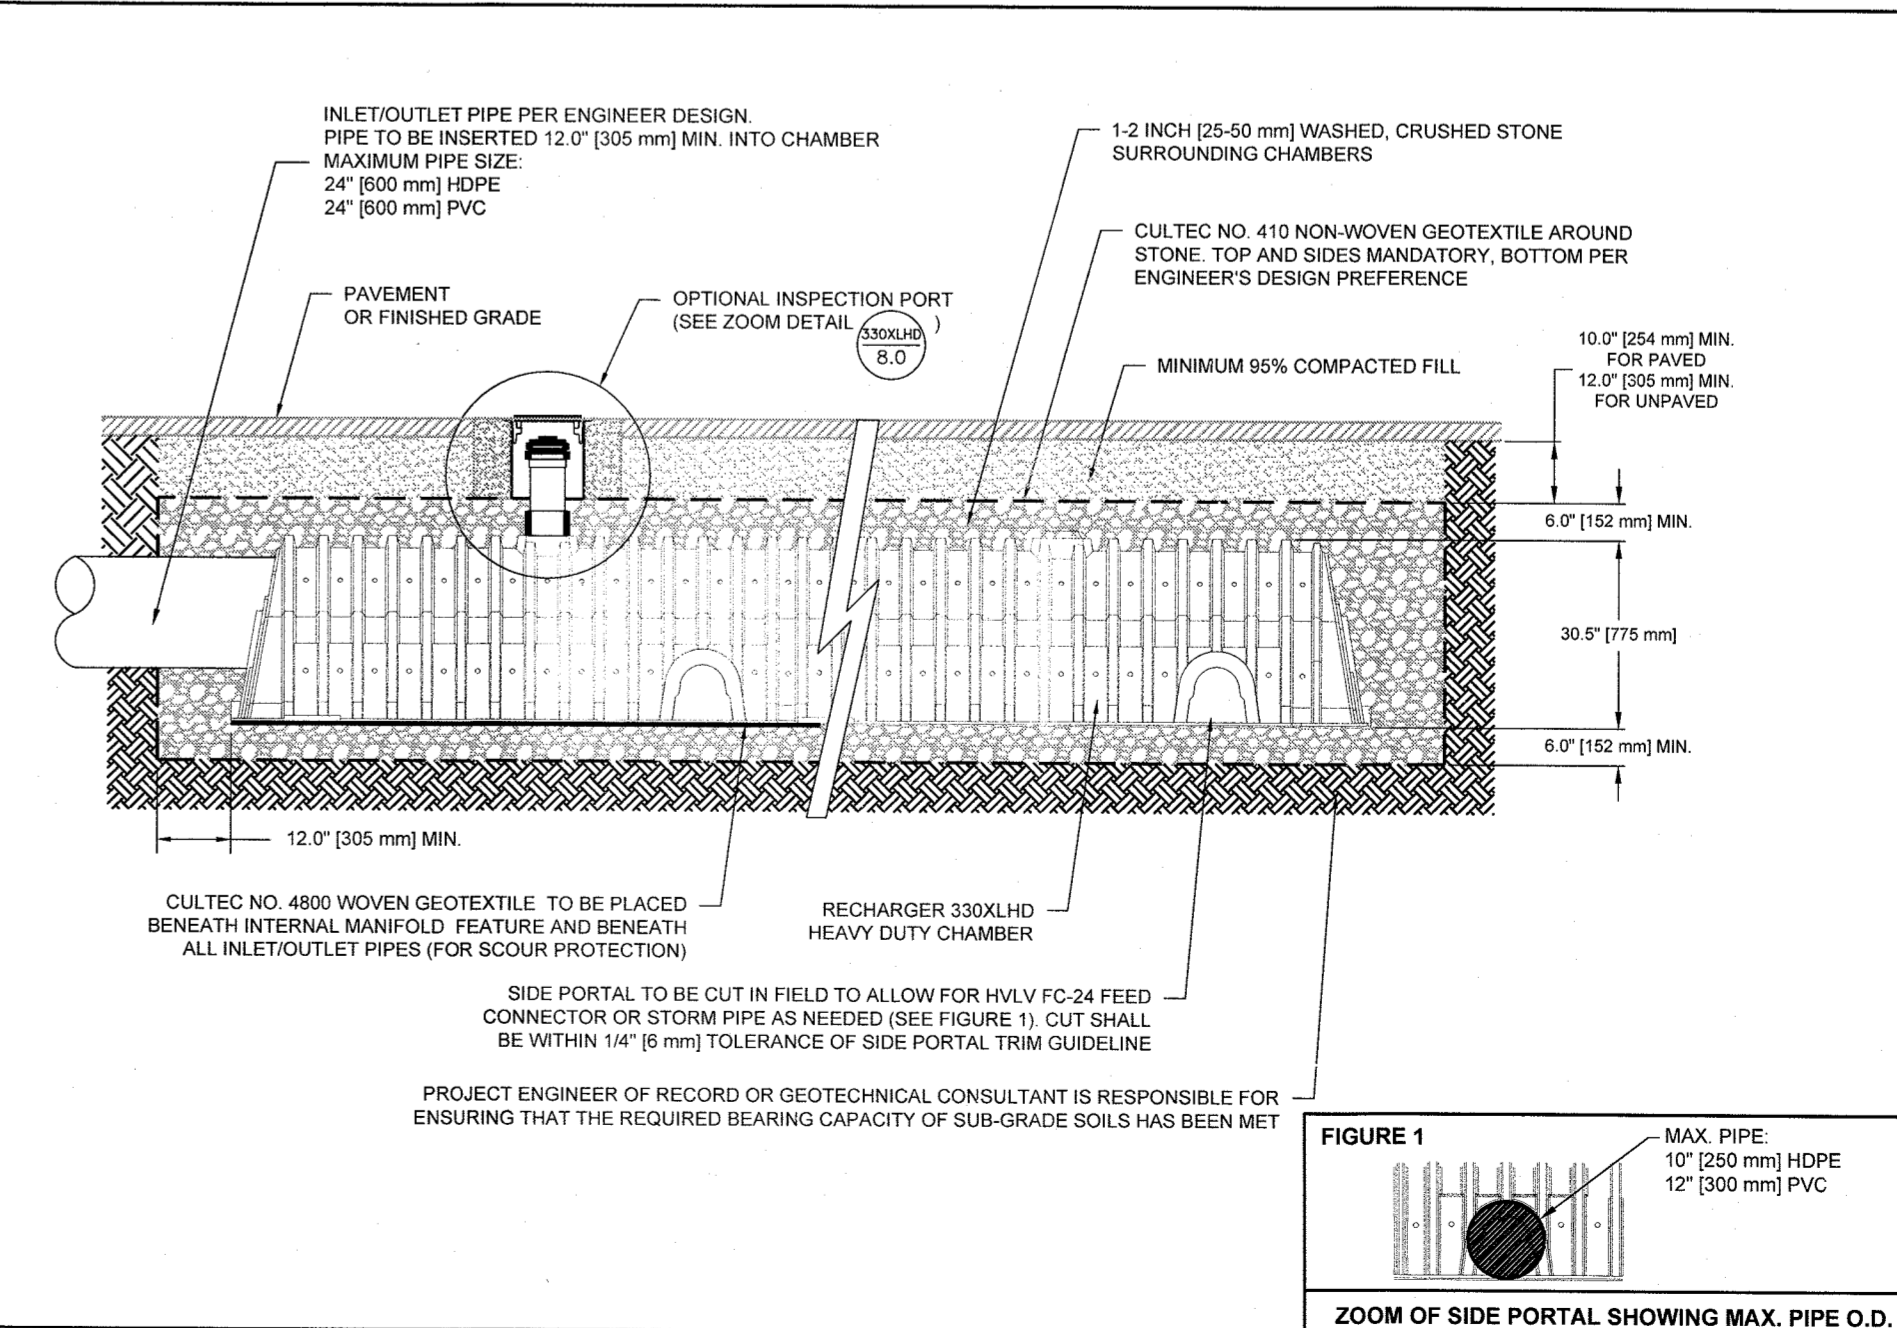 INLET/OUTLET PIPE PER ENGINEER DESIGN.
PIPE TO BE INSERTED 12.0" [305 mm] MIN. INTO CHAMBER
MAXIMUM PIPE SIZE:
24" [600 mm] HDPE
24" [600 mm] PVC
1-2 INCH [25-50 mm] WASHED, CRUSHED STONE
SURROUNDING CHAMBERS
CULTEC NO. 410 NON-WOVEN GEOTEXTILE AROUND
STONE. TOP AND SIDES MANDATORY, BOTTOM PER
ENGINEER'S DESIGN PREFERENCE
PAVEMENT
OR FINISHED GRADE
OPTIONAL INSPECTION PORT
(SEE ZOOM DETAIL 330XLHD )
8.0
MINIMUM 95% COMPACTED FILL
10.0" [254 mm] MIN.
FOR PAVED
12.0" [305 mm] MIN.
FOR UNPAVED
6.0" [152 mm] MIN.
30.5" [775 mm]
6.0" [152 mm] MIN.
12.0" [305 mm] MIN.
CULTEC NO. 4800 WOVEN GEOTEXTILE TO BE PLACED
BENEATH INTERNAL MANIFOLD FEATURE AND BENEATH
ALL INLET/OUTLET PIPES (FOR SCOUR PROTECTION)
RECHARGER 330XLHD
HEAVY DUTY CHAMBER
SIDE PORTAL TO BE CUT IN FIELD TO ALLOW FOR HVLV FC-24 FEED
CONNECTOR OR STORM PIPE AS NEEDED (SEE FIGURE 1). CUT SHALL
BE WITHIN 1/4" [6 mm] TOLERANCE OF SIDE PORTAL TRIM GUIDELINE
PROJECT ENGINEER OF RECORD OR GEOTECHNICAL CONSULTANT IS RESPONSIBLE FOR
ENSURING THAT THE REQUIRED BEARING CAPACITY OF SUB-GRADE SOILS HAS BEEN MET
FIGURE 1
MAX. PIPE:
10" [250 mm] HDPE
12" [300 mm] PVC
ZOOM OF SIDE PORTAL SHOWING MAX. PIPE O.D.